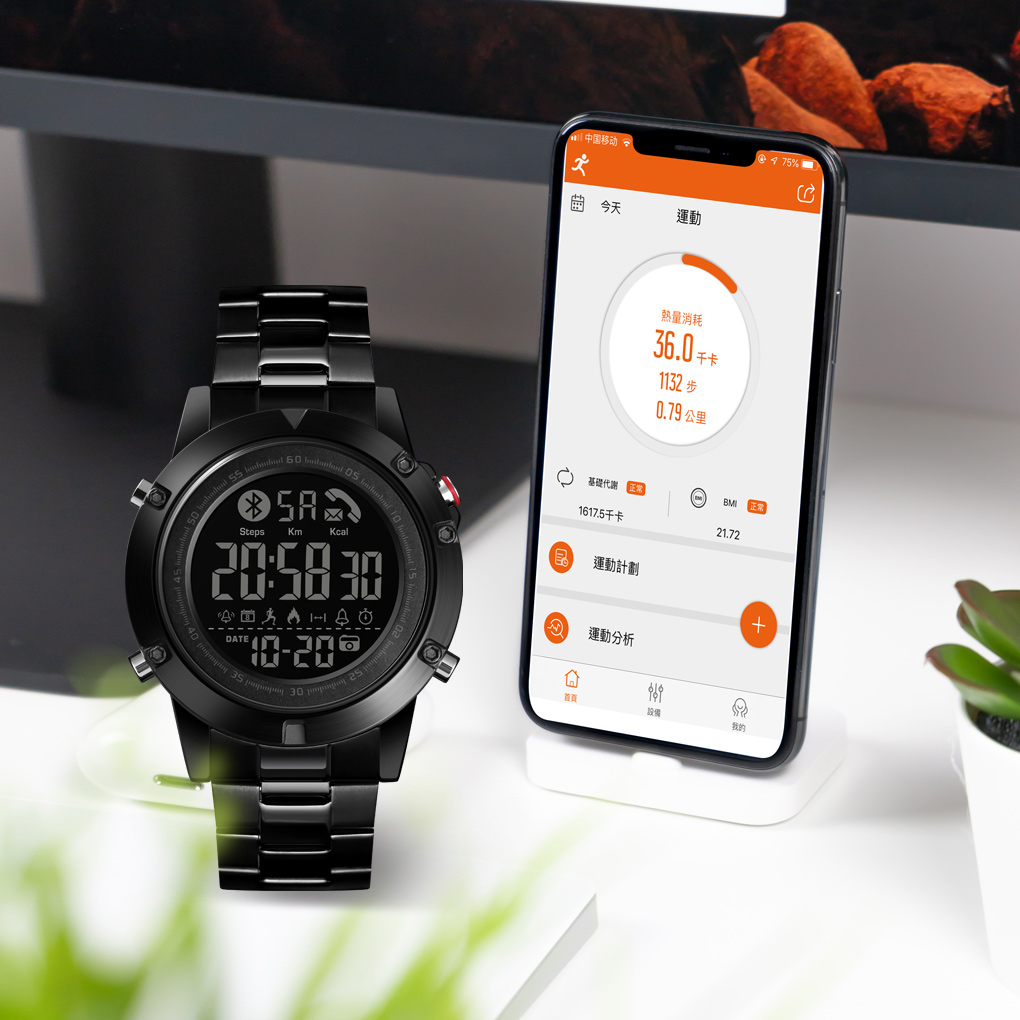 中国移动 75%
今天 運動
熱量消耗
36.0 千卡
1132 步
0.79 公里
基礎代謝 正常
1617.5千卡
BMI BMI 正常
21.72
運動計劃
運動分析
+
首頁 設備 我的
60 05 10 15 20 25 30 35 40 45 50 55
SA
Steps Km Kcal
20:58 30
DATE 10-20